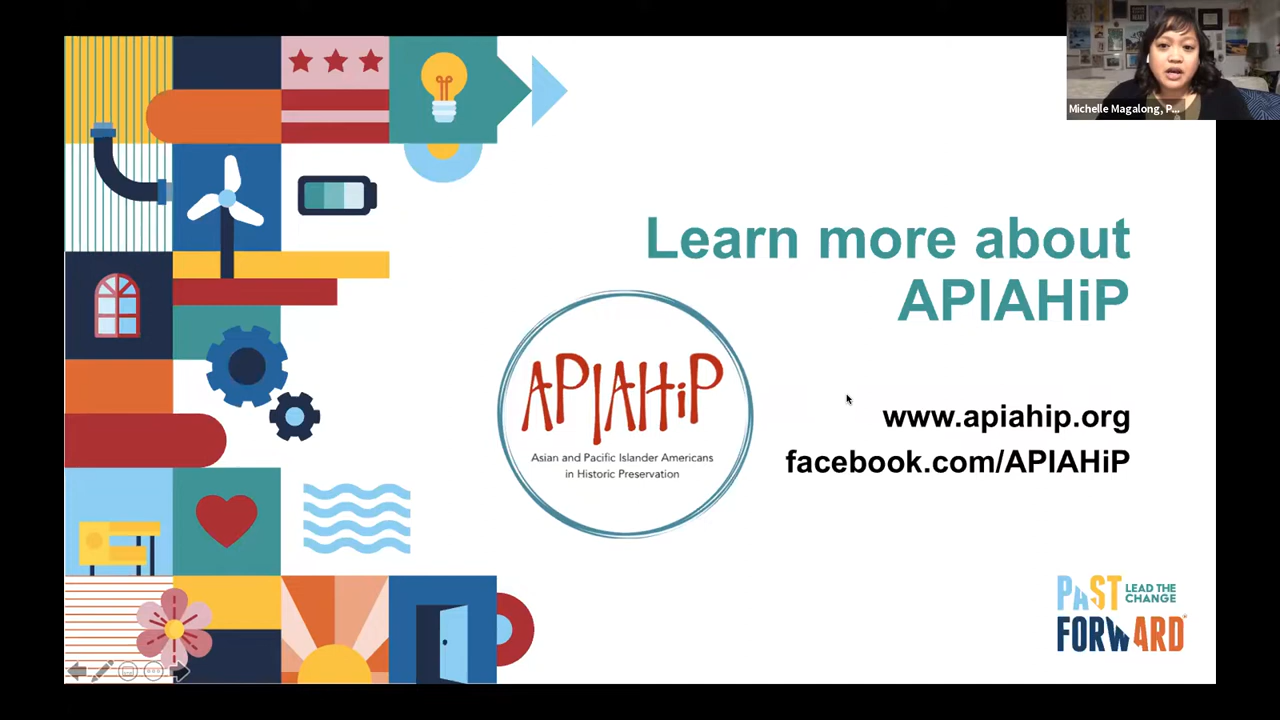 Michelle Magalong, P...
Learn more about
APIAHiP
APIAHiP
Asian and Pacific Islander Americans
in Historic Preservation
www.apiahip.org
facebook.com/APIAHiP
PAST LEAD THE
CHANGE
FORWARD